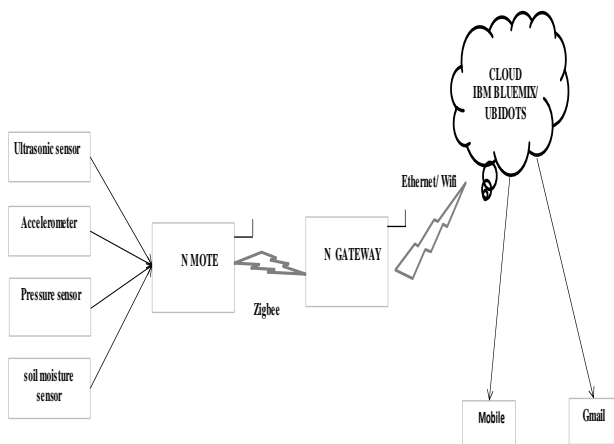 CLOUD
IBM BLUEMIX/
UBIDOTS
Ultrasonic sensor
Ethernet/ Wifi
Accelerometer
N MOTE
N GATEWAY
Pressure sensor
Zigbee
soil moisture
sensor
Mobile
Gmail